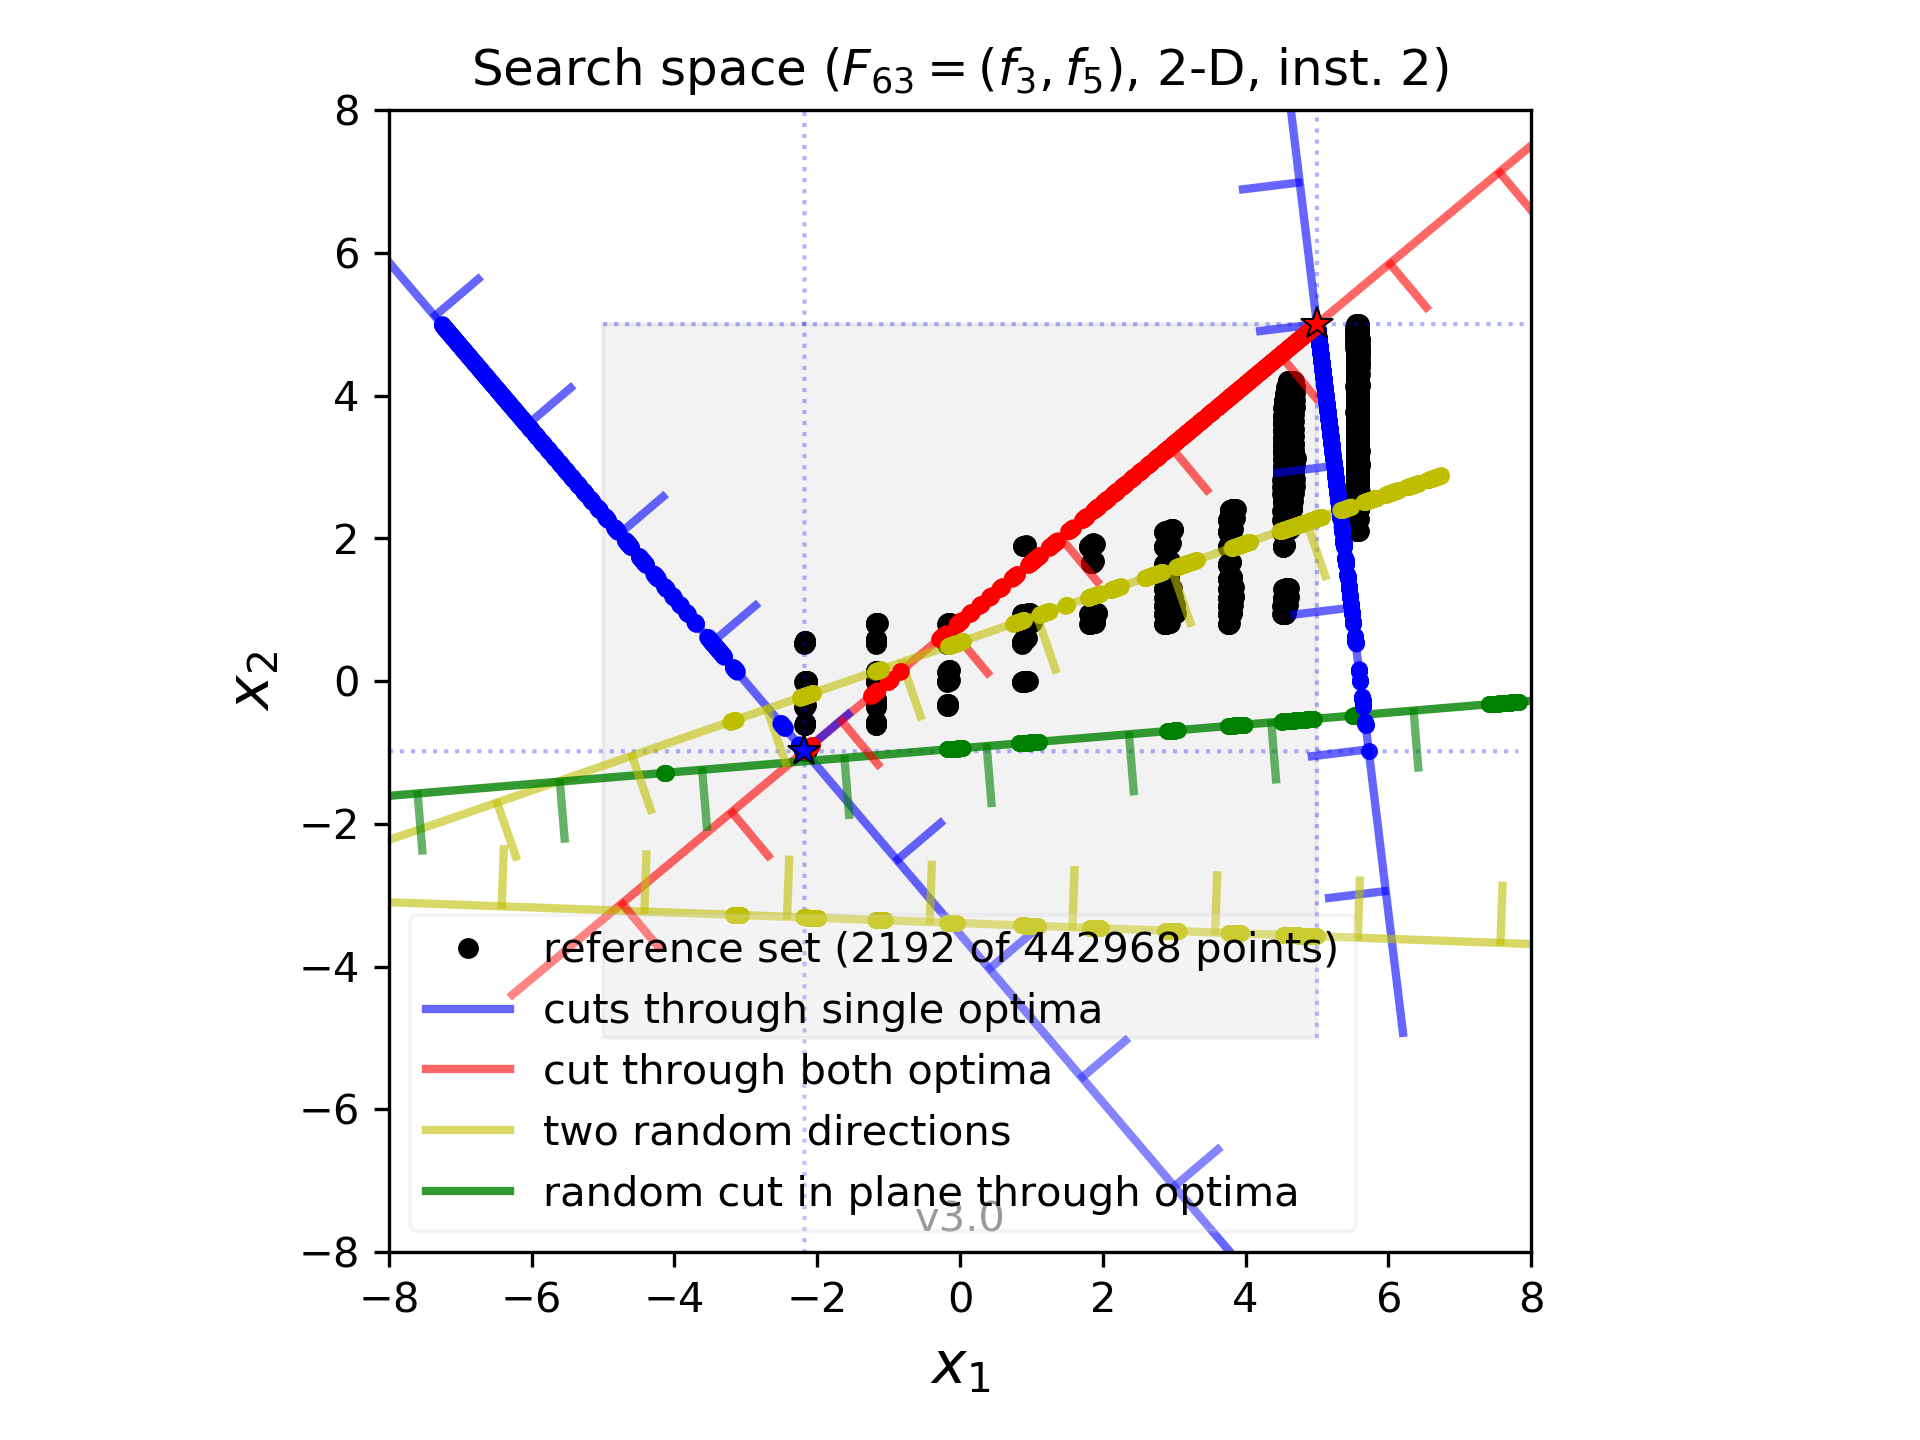 Search space (F63 = (f3, f5), 2-D, inst. 2)
8
6
4
2
0
−2
−4
−6
−8
x2
reference set (2192 of 442968 points)
cuts through single optima
cut through both optima
two random directions
random cut in plane through optima
v3.0
−8 −6 −4 −2 0 2 4 6 8
x1